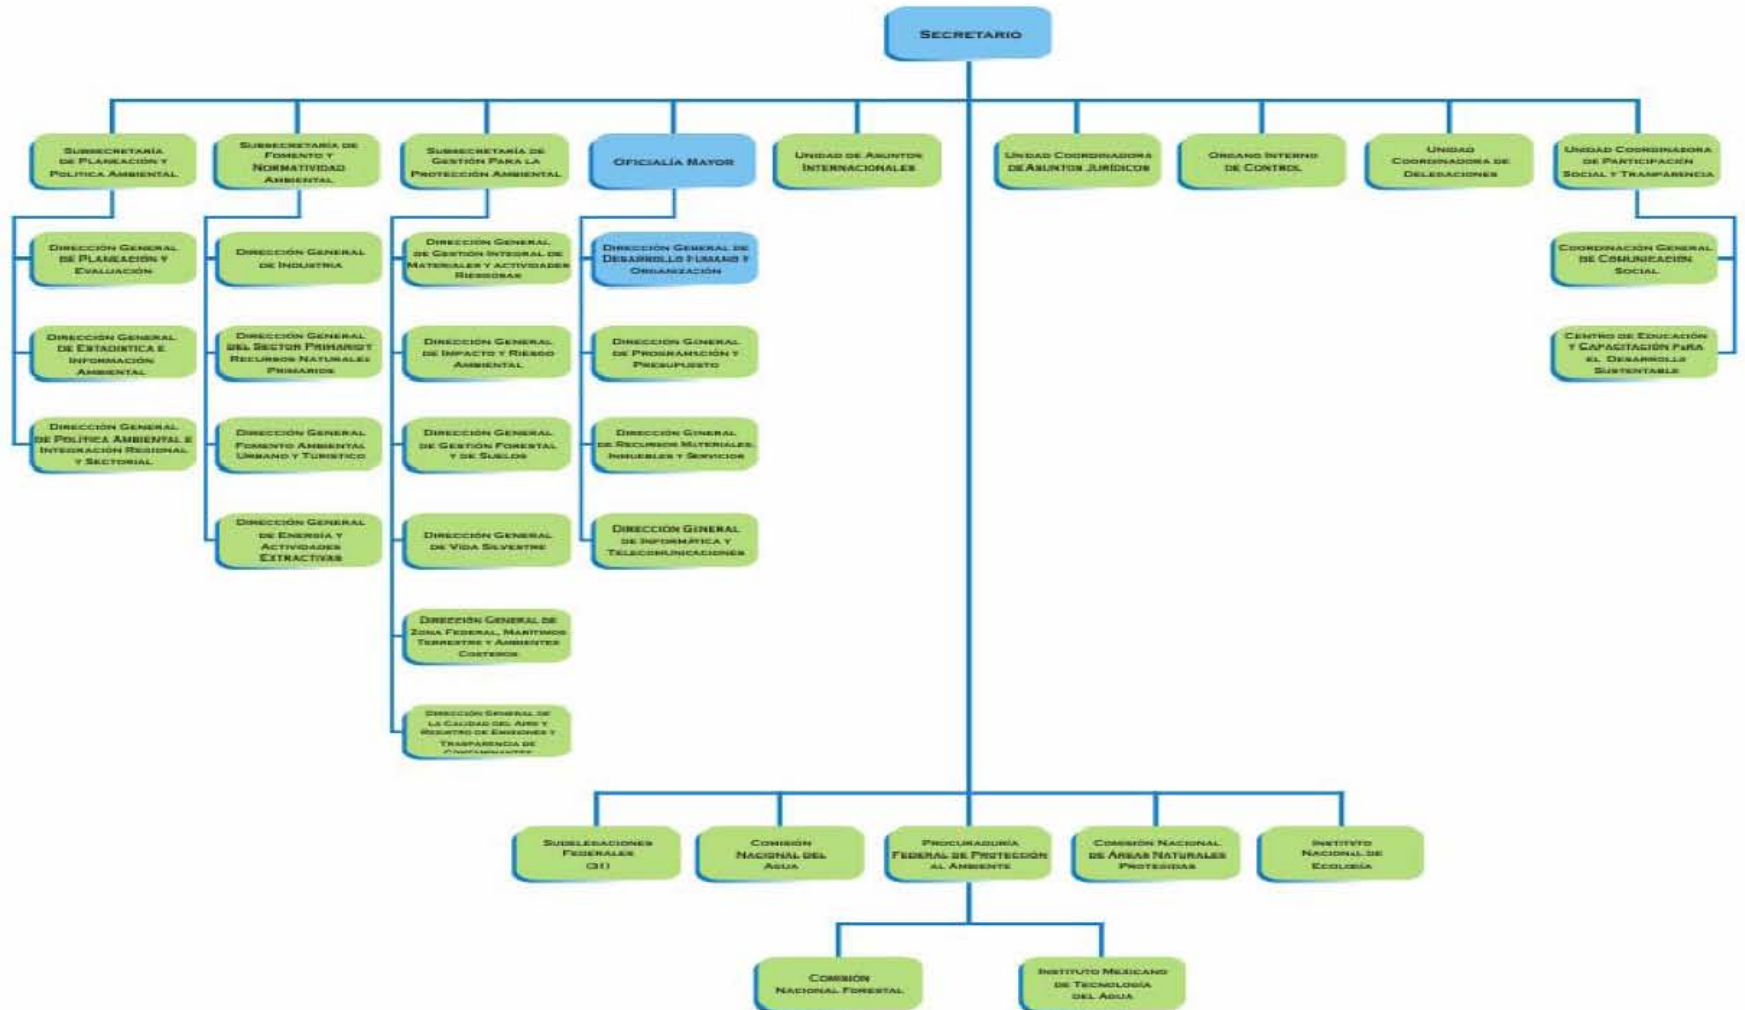 SECRETARIO
SUBSECRETARÍA
DE PLANEACIÓN Y
POLITICA AMBIENTAL
SUBSECRETARÍA DE
FOMENTO Y
NORMATIVIDAD
AMBIENTAL
SUBSECRETARÍA DE
GESTIÓN PARA LA
PROTECCIÓN AMBIENTAL
OFICIALÍA MAYOR
UNIDAD DE ASUNTOS
INTERNACIONALES
UNIDAD COORDINADORA
DE ASUNTOS JURÍDICOS
ORGANO INTERNO
DE CONTROL
UNIDAD
COORDINADORA DE
DELEGACIONES
UNIDAD COORDINADORA
DE PARTICIPACIÓN
SOCIAL Y TRANPARENCIA
DIRECCIÓN GENERAL
DE PLANEACIÓN Y
EVALUACIÓN
DIRECCIÓN GENERAL
DE INDUSTRIA
DIRECCIÓN GENERAL
DE GESTIÓN INTEGRAL DE
MATERIALES Y ACTIVIDADES
RIESGOSAS
DIRECCIÓN GENERAL DE
DESARROLLO HUMANO Y
ORGANIZACIÓN
COORDINACIÓN GENERAL
DE COMUNICACIÓN
SOCIAL
DIRECCIÓN GENERAL
DE ESTADISTICA E
INFORMACIÓN
AMBIENTAL
DIRECCIÓN GENERAL
DEL SECTOR PRIMARIO Y
RECURSOS NATURALES
PRIMARIOS
DIRECCIÓN GENERAL
DE IMPACTO Y RIESGO
AMBIENTAL
DIRECCIÓN GENERAL
DE PROGRAMACIÓN Y
PRESUPUESTO
CENTRO DE EDUCACIÓN
Y CAPACITACIÓN PARA
EL DESARROLLO
SUSTENTABLE
DIRECCIÓN GENERAL
DE POLÍTICA AMBIENTAL E
INTEGRACIÓN REGIONAL
Y SECTORIAL
DIRECCIÓN GENERAL
FOMENTO AMBIENTAL
URBANO Y TURISTICO
DIRECCIÓN GENERAL
DE GESTIÓN FORESTAL
Y DE SUELOS
DIRECCIÓN GENERAL
DE RECURSOS MATERIALES,
INMUEBLES Y SERVICIOS
DIRECCIÓN GENERAL
DE ENERGÍA Y
ACTIVIDADES
EXTRACTIVAS
DIRECCIÓN GENERAL
DE VIDA SILVESTRE
DIRECCIÓN GENERAL
DE INFORMÁTICA Y
TELECOMUNICACIONES
DIRECCIÓN GENERAL DE
ZONA FEDERAL, MARÍTIMOS
TERRESTRE Y AMBIENTES
COSTEROS
DIRECCIÓN GENERAL DE
LA CALIDAD DEL AIRE Y
REGISTRO DE EMISIONES Y
TRASPARENCIA DE
CONTAMINANTES
SUDELEGACIONES
FEDERALES
(31)
COMISIÓN
NACIONAL DEL
AGUA
PROCURADURÍA
FEDERAL DE PROTECCIÓN
AL AMBIENTE
COMISIÓN NACIONAL
DE ÁREAS NATURALES
PROTEGIDAS
INSTITVTO
NACIONAL DE
ECOLOGÍA
COMISIÓN
NACIONAL FORESTAL
INSTITUTO MEXICANO
DE TECNOLOGÍA
DEL AGUA